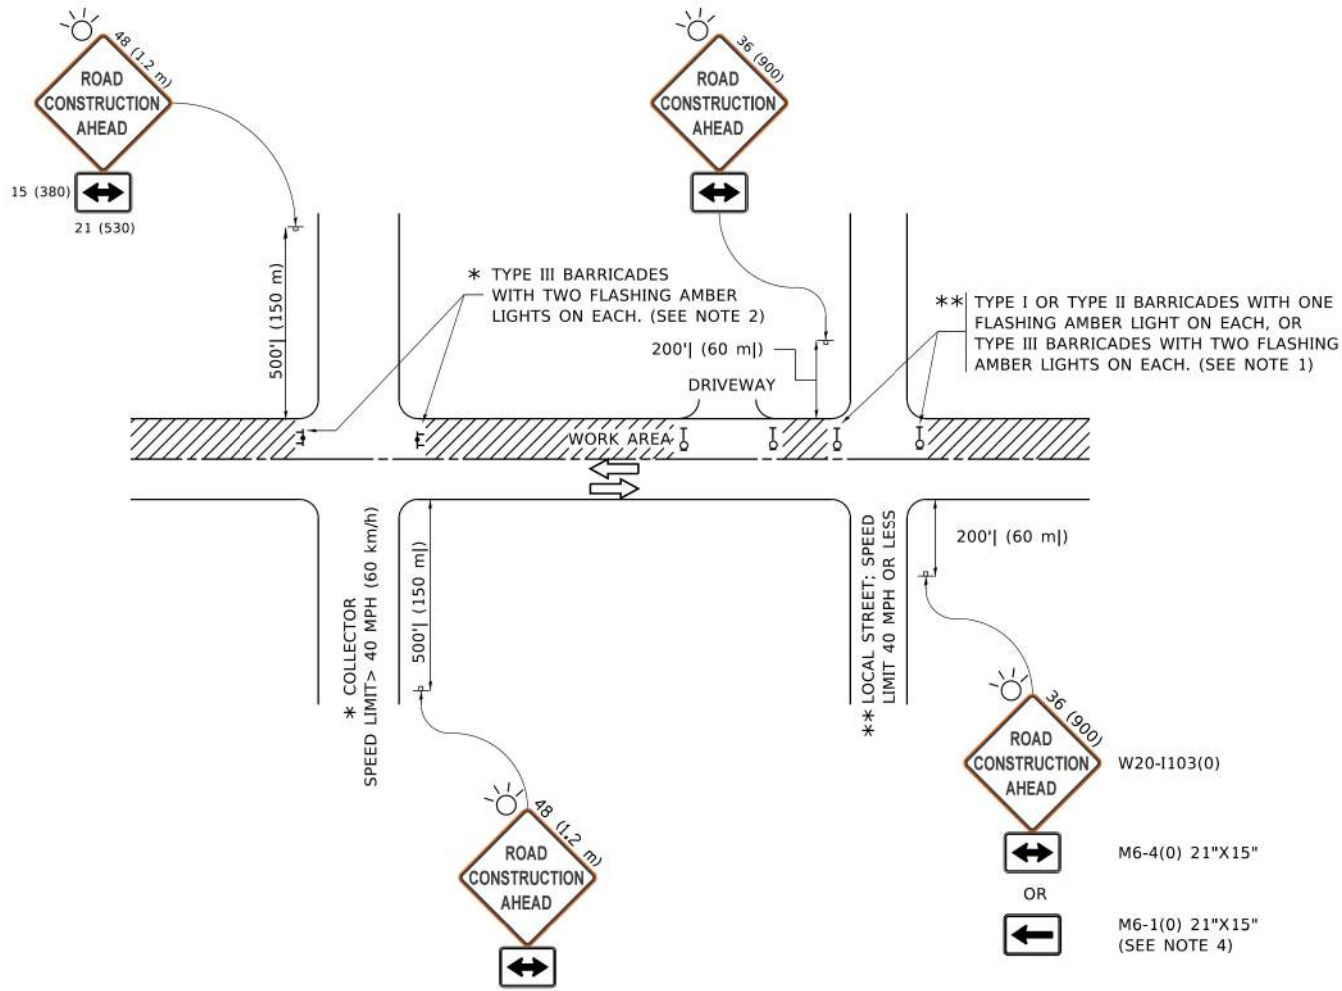 48 (1.2 m)
ROAD
CONSTRUCTION
AHEAD
15 (380)
21 (530)
36 (900)
ROAD
CONSTRUCTION
AHEAD
500'| (150 m)
* TYPE III BARRICADES
WITH TWO FLASHING AMBER
LIGHTS ON EACH. (SEE NOTE 2)
200'| (60 m|)
DRIVEWAY
** TYPE I OR TYPE II BARRICADES WITH ONE
FLASHING AMBER LIGHT ON EACH, OR
TYPE III BARRICADES WITH TWO FLASHING
AMBER LIGHTS ON EACH. (SEE NOTE 1)
WORK AREA
* COLLECTOR
SPEED LIMIT> 40 MPH (60 km/h)
500'| (150 m|)
** LOCAL STREET; SPEED
LIMIT 40 MPH OR LESS
200'| (60 m|)
48 (1.2 m)
ROAD
CONSTRUCTION
AHEAD
36 (900)
ROAD
CONSTRUCTION
AHEAD
W20-I103(0)
M6-4(0) 21"X15"
OR
M6-1(0) 21"X15"
(SEE NOTE 4)